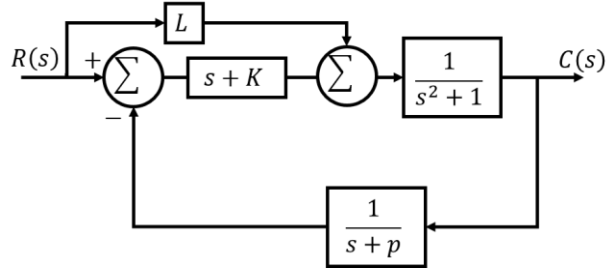 L
R(s)
+
∑
s + K
∑
1
s² + 1
C(s)
−
1
s + p